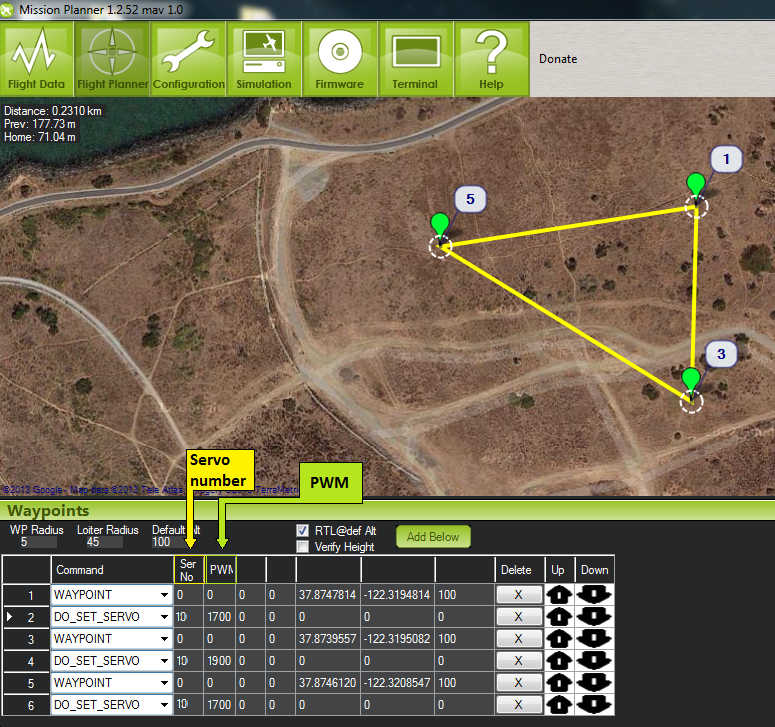 Mission Planner 1.2.52 mav 1.0
Flight Data Flight Planner Configuration Simulation Firmware Terminal Help Donate
Distance: 0.2310 km
Prev: 177.73 m
Home: 71.04 m
1
5
3
Servo
number
PWM
©2013 Google - Map data ©2013 Tele Atlas,
Waypoints
WP Radius Loiter Radius Default Alt
5 45 100
RTL@def Alt
Verify Height
Add Below
Command Ser No PWM Delete Up Down
1 WAYPOINT 0 0 0 0 37.8747814 -122.3194814 100 X
2 DO_SET_SERVO 10 1700 0 0 0 0 0 X
3 WAYPOINT 0 0 0 0 37.8739557 -122.3195082 100 X
4 DO_SET_SERVO 10 1900 0 0 0 0 0 X
5 WAYPOINT 0 0 0 0 37.8746120 -122.3208547 100 X
6 DO_SET_SERVO 10 1700 0 0 0 0 0 X